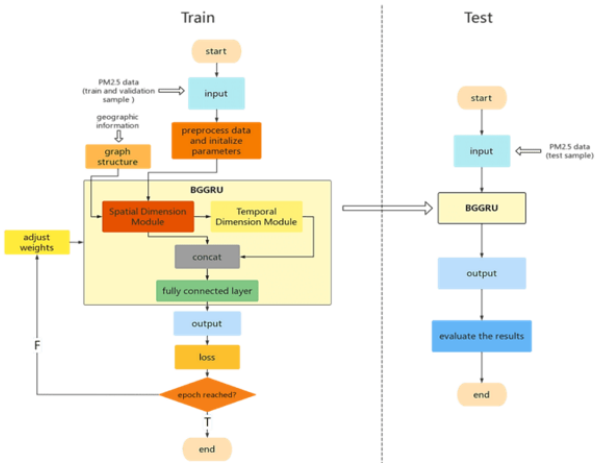 Train
start
PM2.5 data
(train and validation
sample )
input
geographic
information
preprocess data
and initalize
parameters
graph
structure
BGGRU
Spatial Dimension
Module
Temporal
Dimension Module
adjust
weights
concat
fully connected layer
output
F
loss
epoch reached?
T
end
Test
start
input
PM2.5 data
(test sample)
BGGRU
output
evaluate the results
end